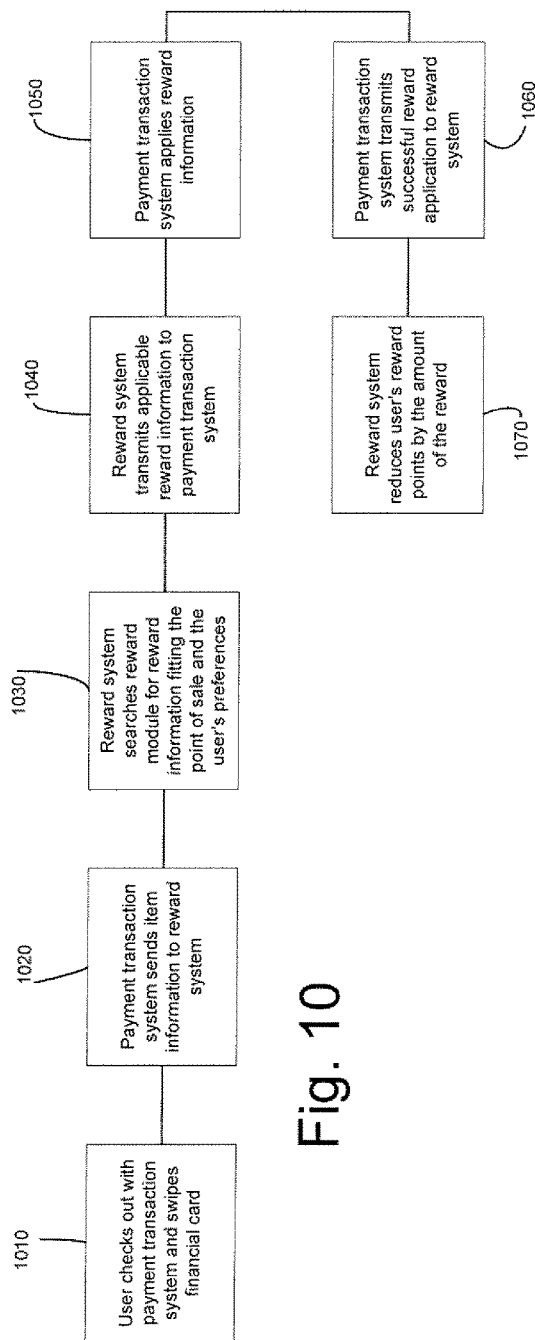 1010
User checks out with
payment transaction
system and swipes
financial card
1020
Payment transaction
system sends item
information to reward
system
1030
Reward system
searches reward
module for reward
information fitting the
point of sale and the
user's preferences
1040
Reward system
transmits applicable
reward information to
payment transaction
system
1050
Payment transaction
system applies reward
information
Payment transaction
system transmits
successful reward
application to reward
system
1060
Reward system
reduces user's reward
points by the amount
of the reward
1070
Fig. 10